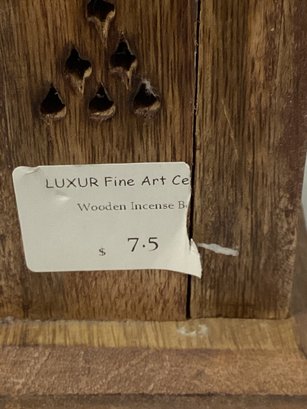 LUXUR Fine Art Ce
Wooden Incense B
$ 7.5